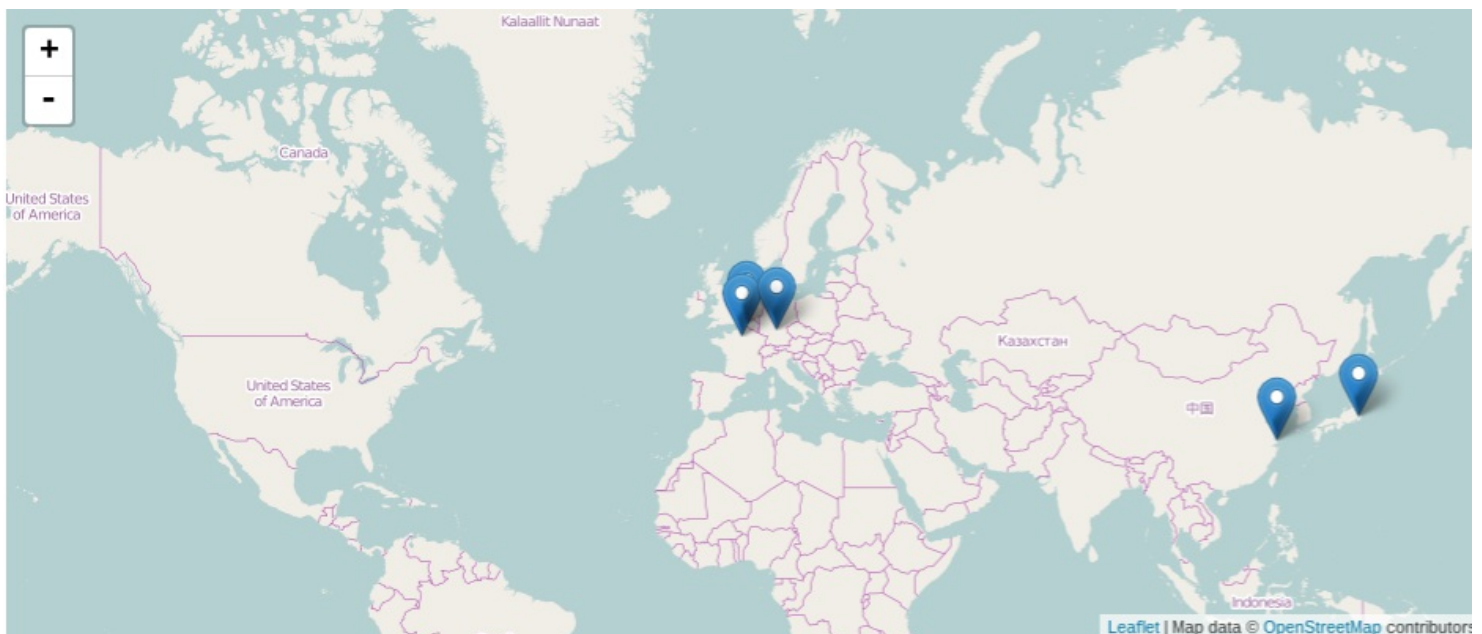 Kalaallit Nunaat
+
-
Canada
United States
of America
Казахстан
United States
of America
中国
Indonesia
Leaflet | Map data © OpenStreetMap contributors